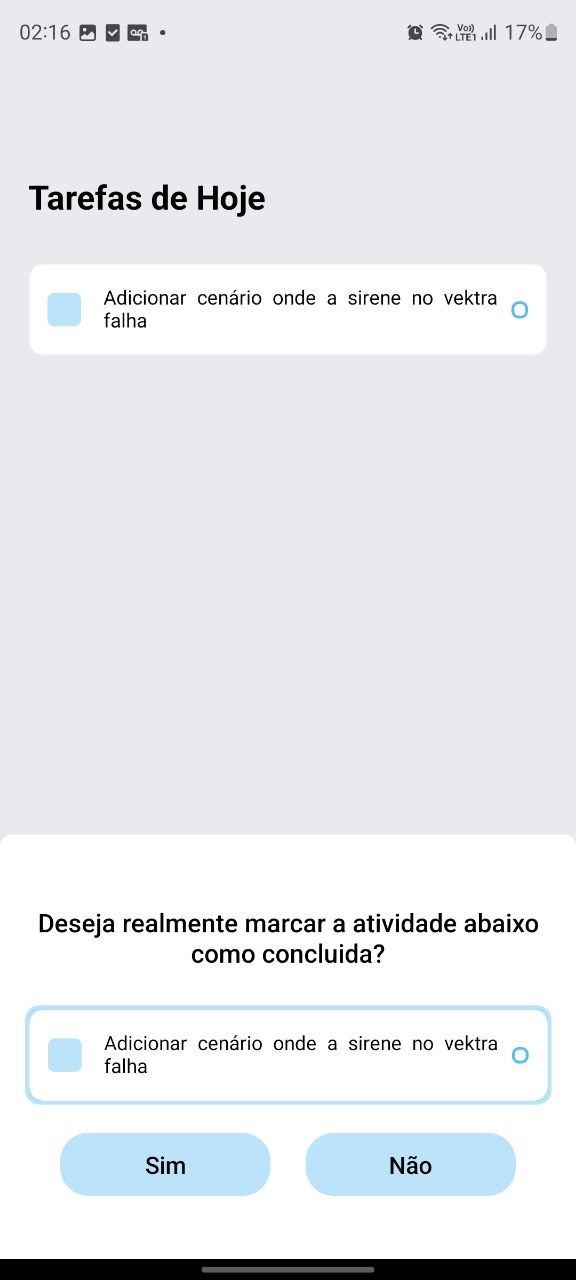 02:16
Vo))
LTE1
17%
Tarefas de Hoje
Adicionar cenário onde a sirene no vektra
falha
Deseja realmente marcar a atividade abaixo
como concluida?
Adicionar cenário onde a sirene no vektra
falha
Sim
Não